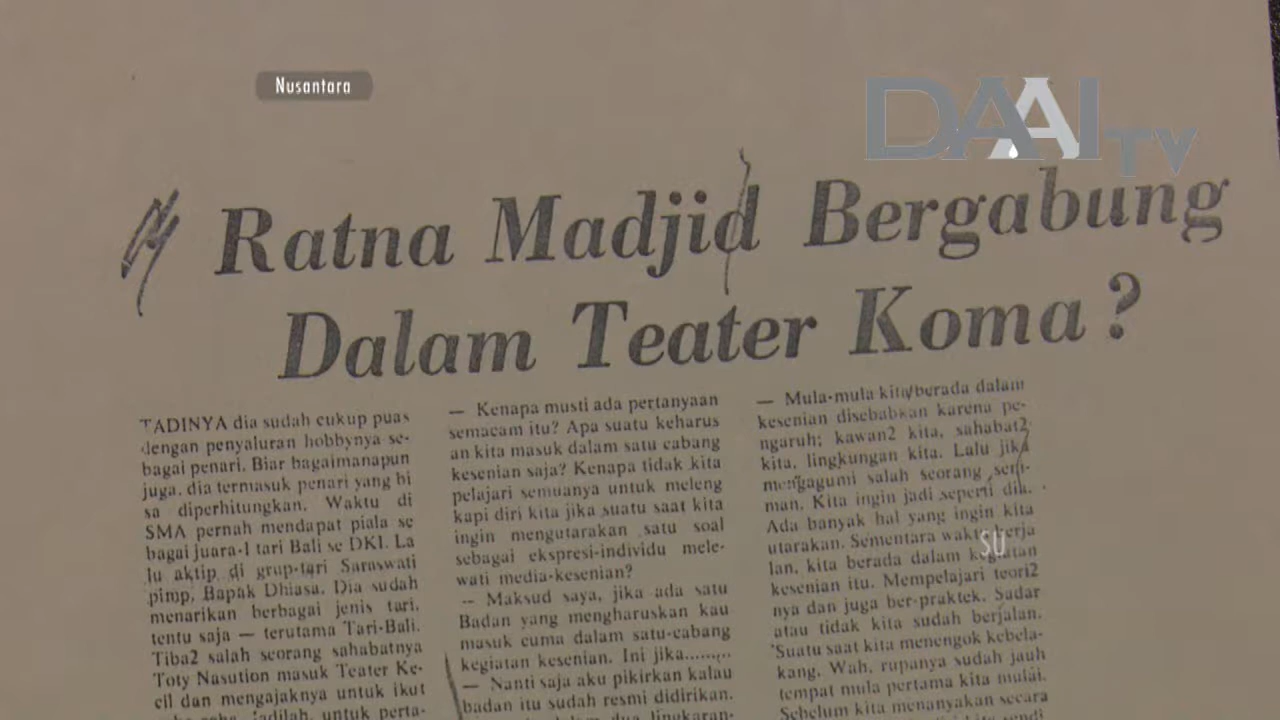 Nusantara
DAAI TV
Ratna Madjid Bergabung
Dalam Teater Koma?
TADINYA dia sudah cukup puas
dengan penyaluran hobbynya se-
bagai penari. Biar bagaimanapun
juga, dia termasuk penari yang bi
sa diperhitungkan. Waktu di
SMA pernah mendapat piala se
bagai juara-I tari Bali se DKI. La
lu aktip di grup-tari Saraswati
pimp. Bapak Dhiasa. Dia sudah
menarikan berbagai jenis tari,
tentu saja — terutama Tari-Bali.
Tiba2 salah seorang sahabatnya
Toty Nasution masuk Teater Ke-
cil dan mengajaknya untuk ikut
jadilah, untuk perta-
— Kenapa musti ada pertanyaan
semacam itu? Apa suatu keharus
an kita masuk dalam satu cabang
kesenian saja? Kenapa tidak kita
pelajari semuanya untuk meleng
kapi diri kita jika suatu saat kita
ingin mengutarakan satu soal
sebagai ekspresi-individu mele-
wati media-kesenian?
— Maksud saya, jika ada satu
Badan yang mengharuskan kau
masuk cuma dalam satu-cabang
kegiatan kesenian. Ini jika........
— Nanti saja aku pikirkan kalau
badan itu sudah resmi didirikan.
dalam dua lingkaran-
— Mula-mula kita berada dalam
kesenian disebabkan karena pe-
ngaruh; kawan2 kita, sahabat2
kita, lingkungan kita. Lalu jika
mengagumi salah seorang seni-
man. Kita ingin jadi seperti dia.
Ada banyak hal yang ingin kita
utarakan. Sementara waktu berja
lan, kita berada dalam kegiatan
kesenian itu. Mempelajari teori2
nya dan juga ber-praktek. Sadar
atau tidak kita sudah berjalan.
Suatu saat kita menengok kebela-
kang. Wah, rupanya sudah jauh
tempat mula pertama kita mulai.
Sebelum kita menanyakan secara
SU